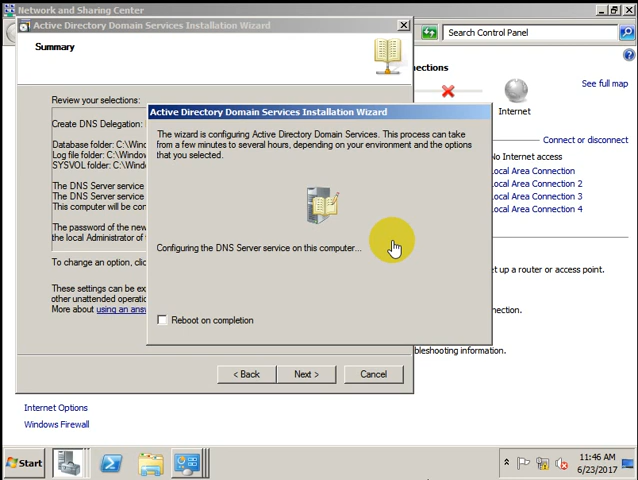 Network and Sharing Center
Active Directory Domain Services Installation Wizard
Search Control Panel
Summary
Review your selections:
Create DNS Delegation:
Database folder: C:\Windo
Log file folder: C:\Window
SYSVOL folder: C:\Windov
The DNS Server service
The DNS Server service
This computer will be con
The password of the new
the local Administrator of
To change an option, clic
These settings can be ex
other unattended operatio
More about using an ansv
Active Directory Domain Services Installation Wizard
The wizard is configuring Active Directory Domain Services. This process can take
from a few minutes to several hours, depending on your environment and the options
that you selected.
Configuring the DNS Server service on this computer...
Reboot on completion
< Back
Next >
Cancel
onnections
See full map
Internet
Connect or disconnect
No Internet access
Local Area Connection
Local Area Connection 2
Local Area Connection 3
Local Area Connection 4
et up a router or access point.
bleshooting information.
Internet Options
Windows Firewall
Start
11:46 AM
6/23/2017